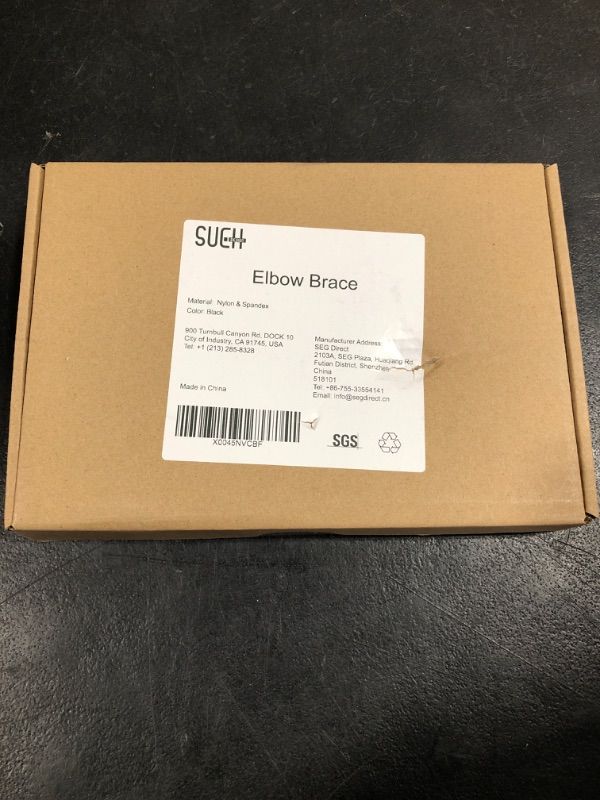 SUCH
Elbow Brace
Material: Nylon & Spandex
Color: Black
900 Turnbull Canyon Rd, DOCK 10
City of Industry, CA 91745, USA
Tel: +1 (213) 285-8328
Manufacturer Address
SEG Direct
2103A, SEG Plaza, Huaqiang Rd
Futian District, Shenzhen
China
518101
Tel: +86-755-33554141
Email: info@segdirect.cn
Made in China
X0045NVCBF
SGS